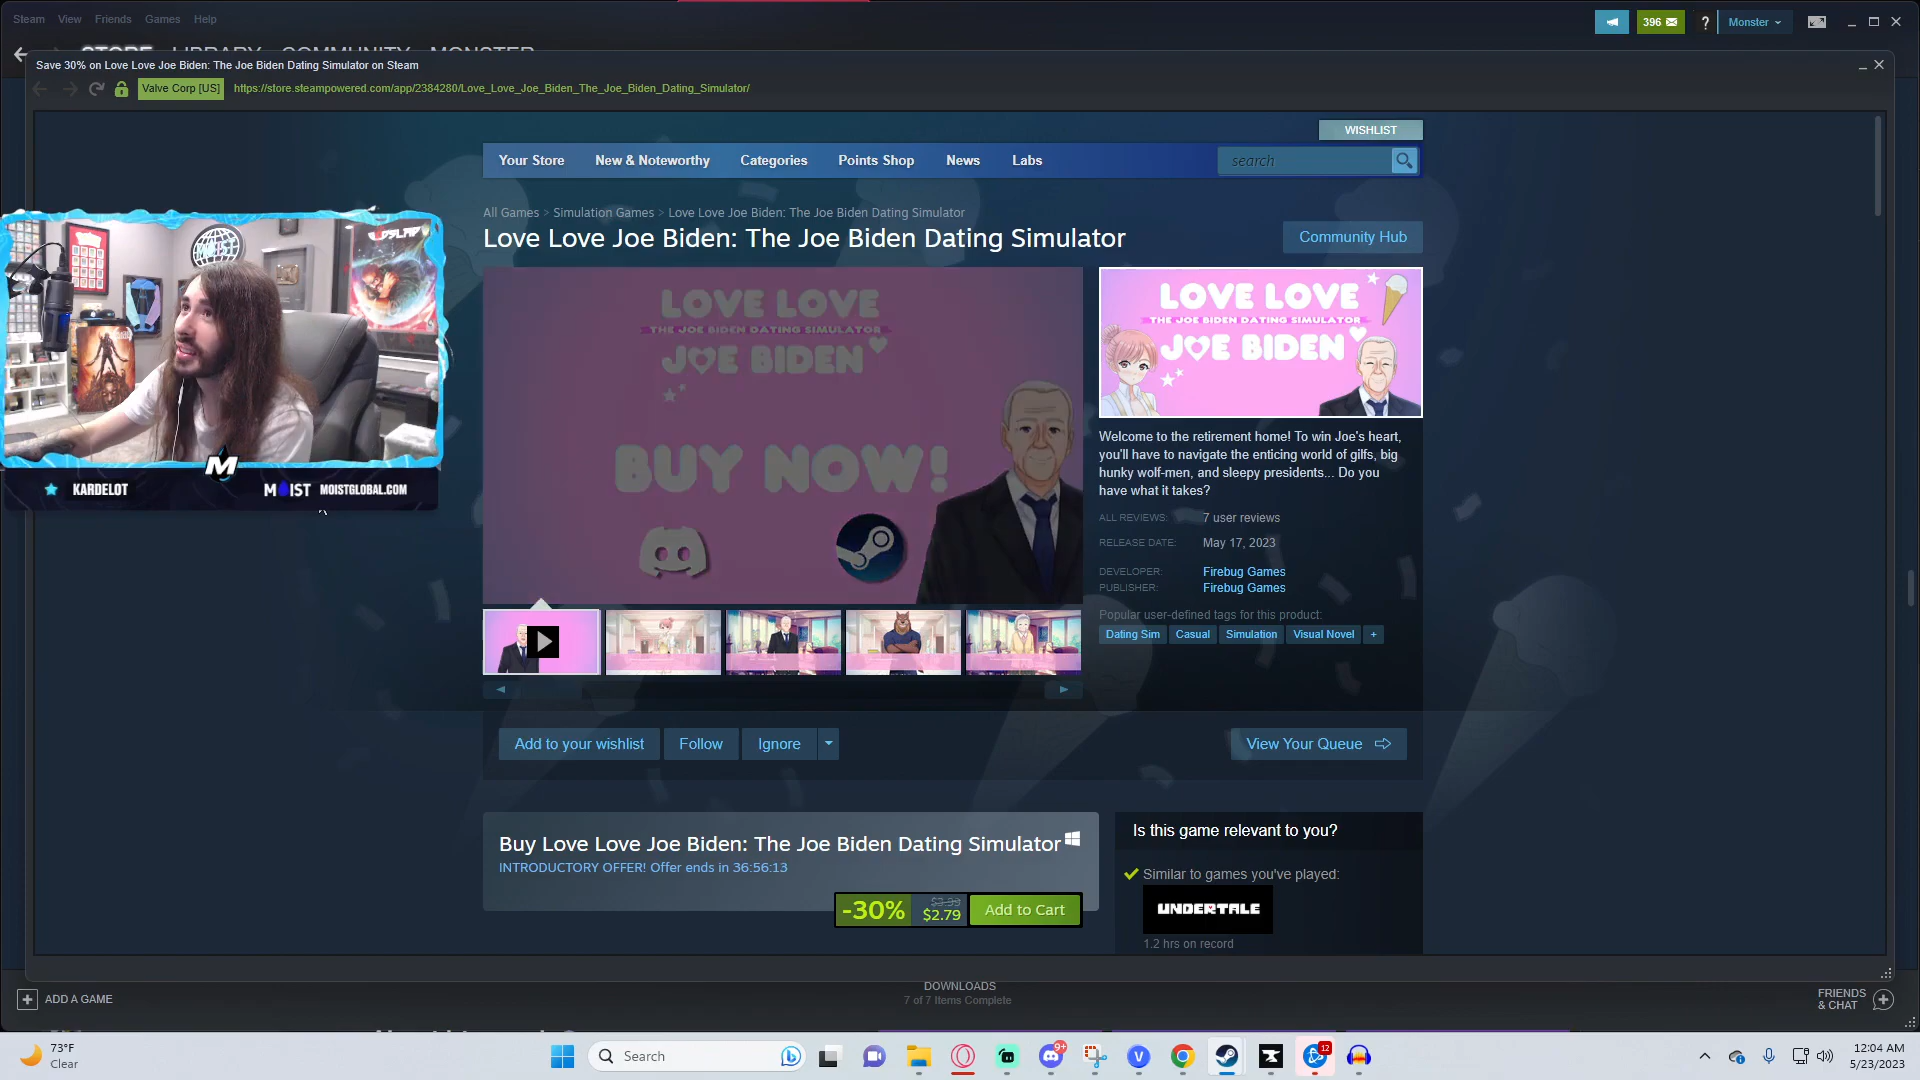 Steam View Friends Games Help
396 ? Monster
STORE LIBRARY COMMUNITY MONSTER
Save 30% on Love Love Joe Biden: The Joe Biden Dating Simulator on Steam
Valve Corp [US] https://store.steampowered.com/app/2384280/Love_Love_Joe_Biden_The_Joe_Biden_Dating_Simulator/
WISHLIST
Your Store New & Noteworthy Categories Points Shop News Labs search
All Games > Simulation Games > Love Love Joe Biden: The Joe Biden Dating Simulator
Love Love Joe Biden: The Joe Biden Dating Simulator
Community Hub
LOVE LOVE
THE JOE BIDEN DATING SIMULATOR
JOE BIDEN
BUY NOW!
LOVE LOVE
THE JOE BIDEN DATING SIMULATOR
JOE BIDEN
Welcome to the retirement home! To win Joe's heart,
you'll have to navigate the enticing world of gilfs, big
hunky wolf-men, and sleepy presidents... Do you
have what it takes?
ALL REVIEWS: 7 user reviews
RELEASE DATE: May 17, 2023
DEVELOPER: Firebug Games
PUBLISHER: Firebug Games
Popular user-defined tags for this product:
Dating Sim Casual Simulation Visual Novel +
M
KARDELOT MOIST MOISTGLOBAL.COM
Add to your wishlist Follow Ignore View Your Queue
Buy Love Love Joe Biden: The Joe Biden Dating Simulator
INTRODUCTORY OFFER! Offer ends in 36:56:13
-30% $3.99 $2.79 Add to Cart
Is this game relevant to you?
Similar to games you've played:
UNDERTALE
1.2 hrs on record
ADD A GAME
DOWNLOADS
7 of 7 Items Complete
FRIENDS
& CHAT
73°F
Clear
Search
9+
12
12:04 AM
5/23/2023